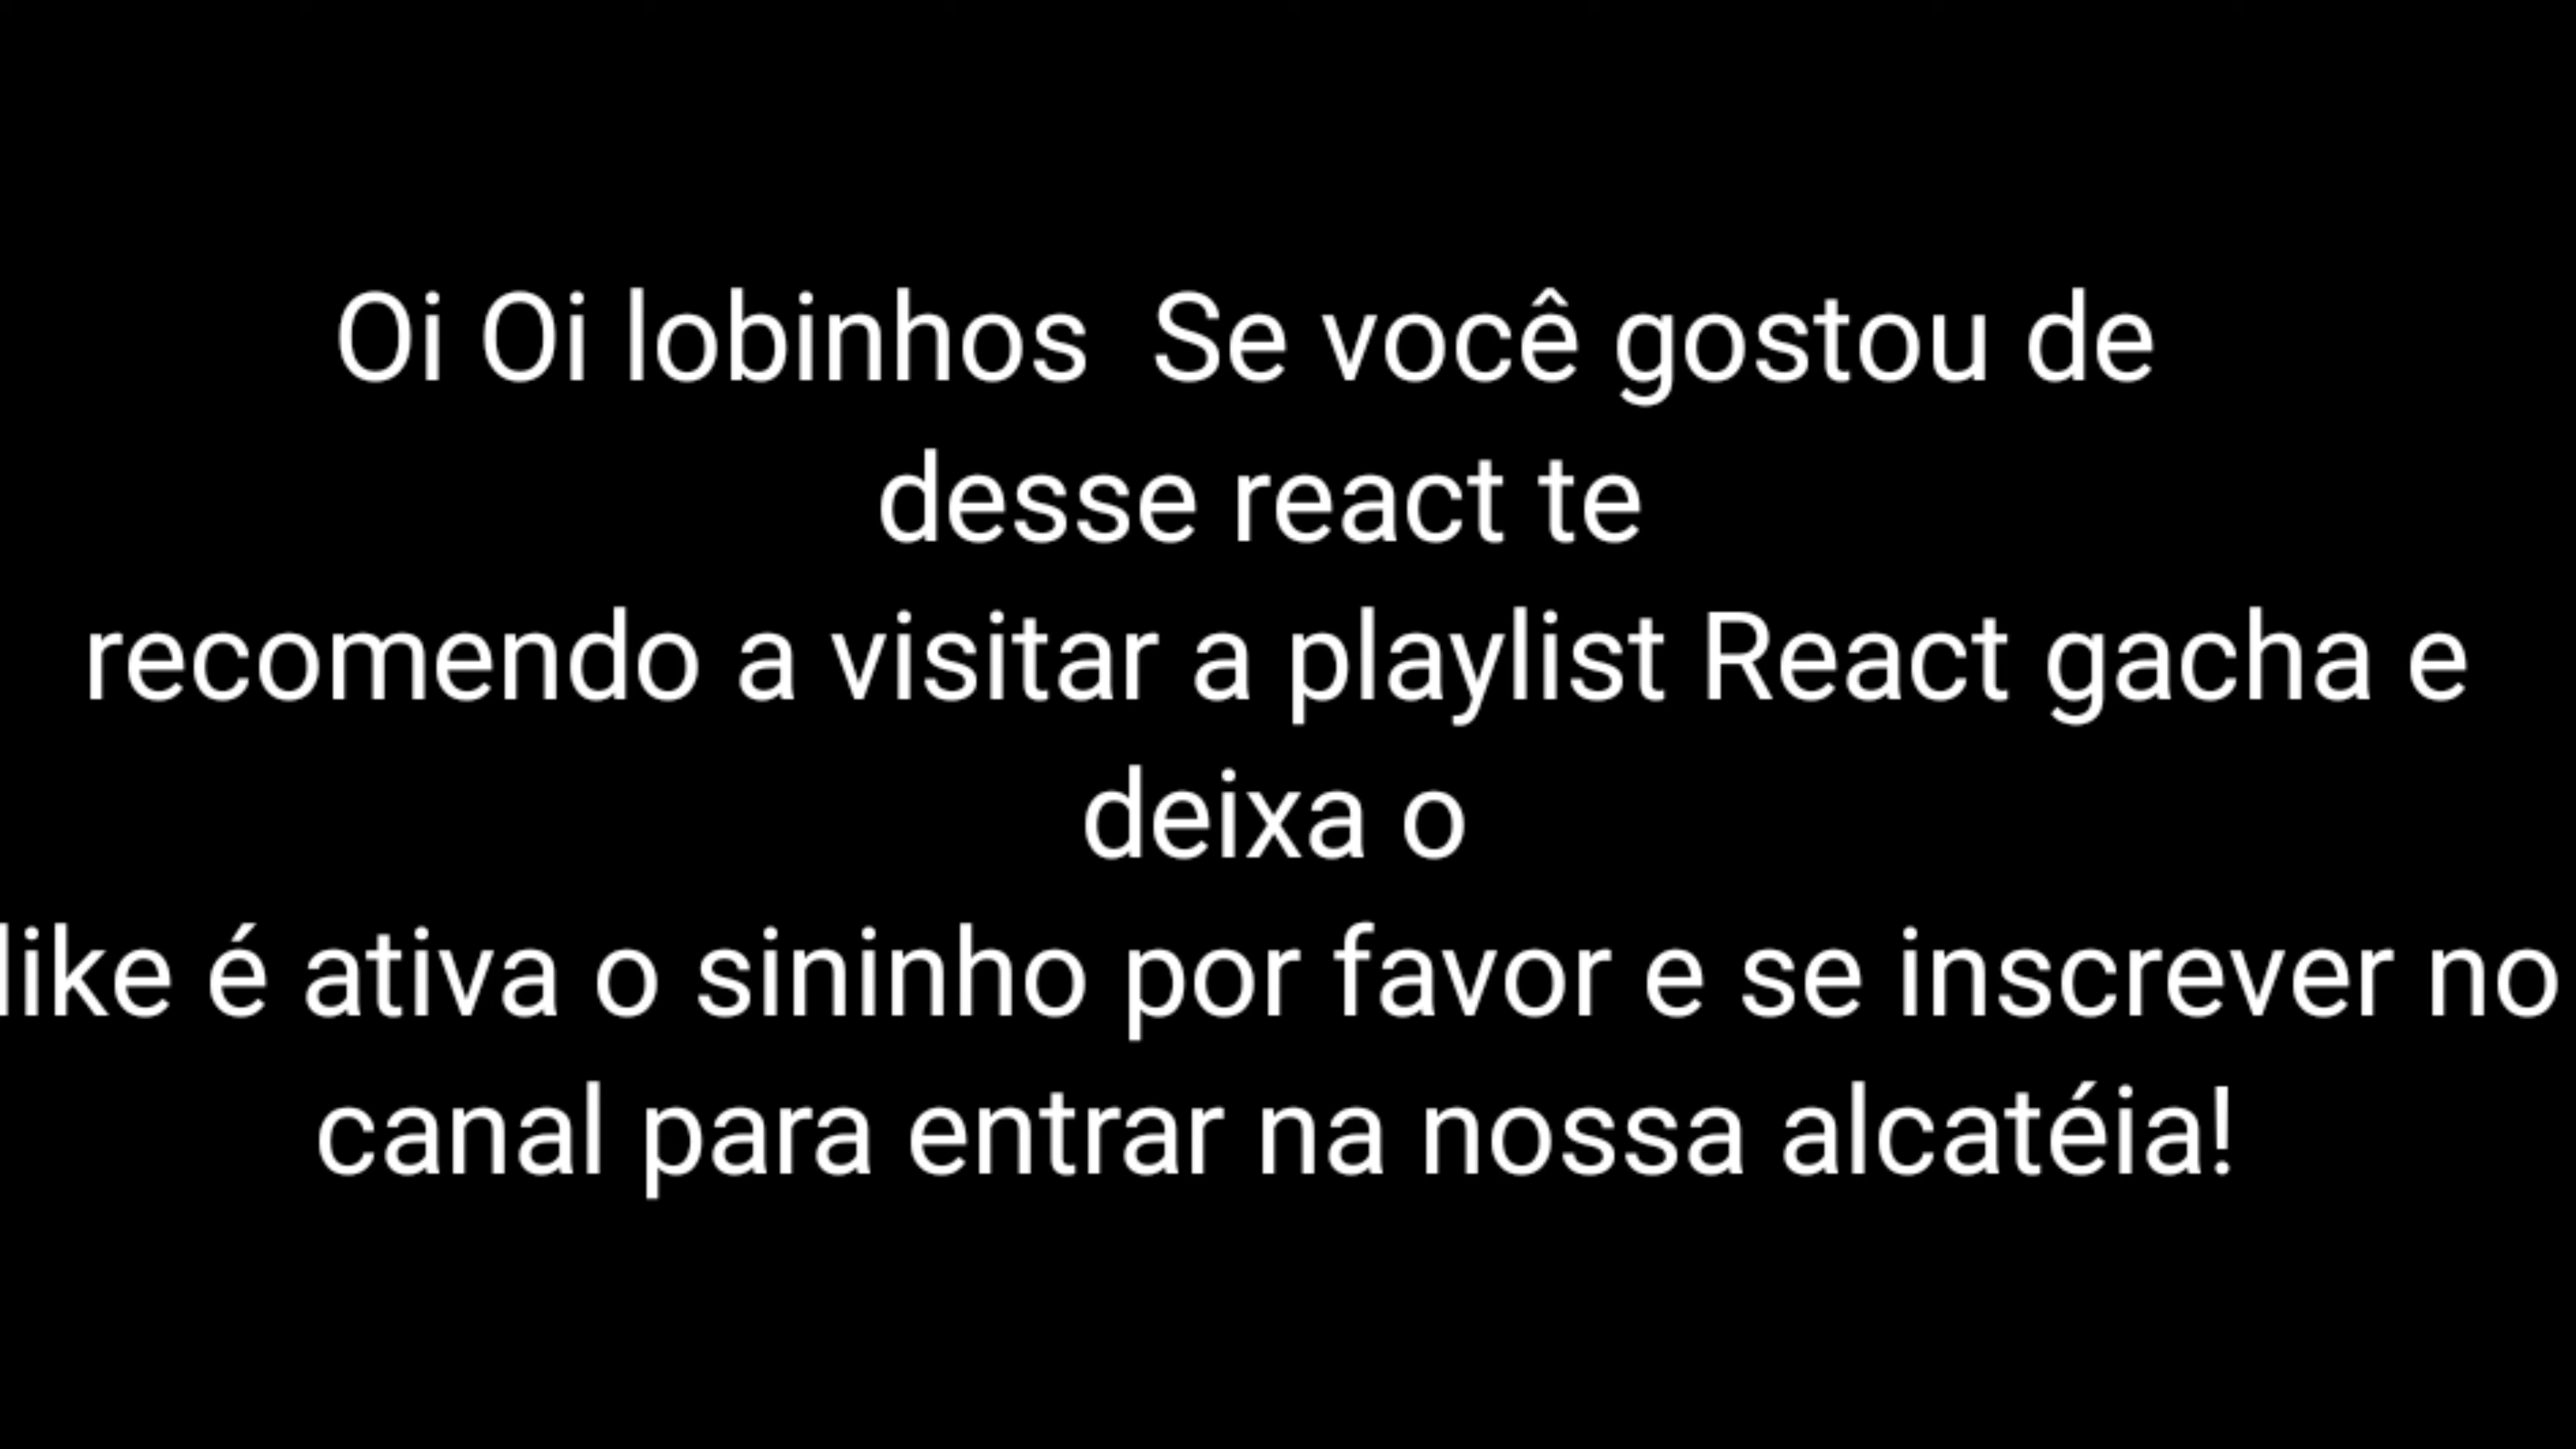 Oi Oi lobinhos  Se você gostou de
desse react te
recomendo a visitar a playlist React gacha e
deixa o
like é ativa o sininho por favor e se inscrever no
canal para entrar na nossa alcatéia!